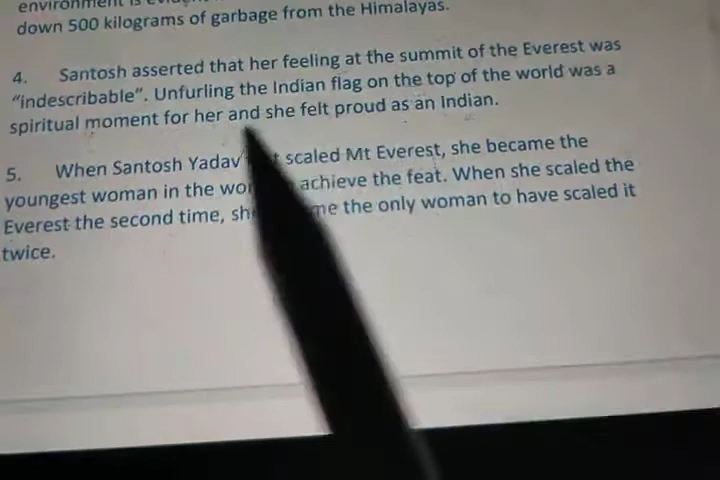 environment is
down 500 kilograms of garbage from the Himalayas.
4. Santosh asserted that her feeling at the summit of the Everest was
"indescribable". Unfurling the Indian flag on the top of the world was a
spiritual moment for her and she felt proud as an Indian.
5. When Santosh Yadav scaled Mt Everest, she became the
youngest woman in the achieve the feat. When she scaled the
Everest the second time, the only woman to have scaled it
twice.